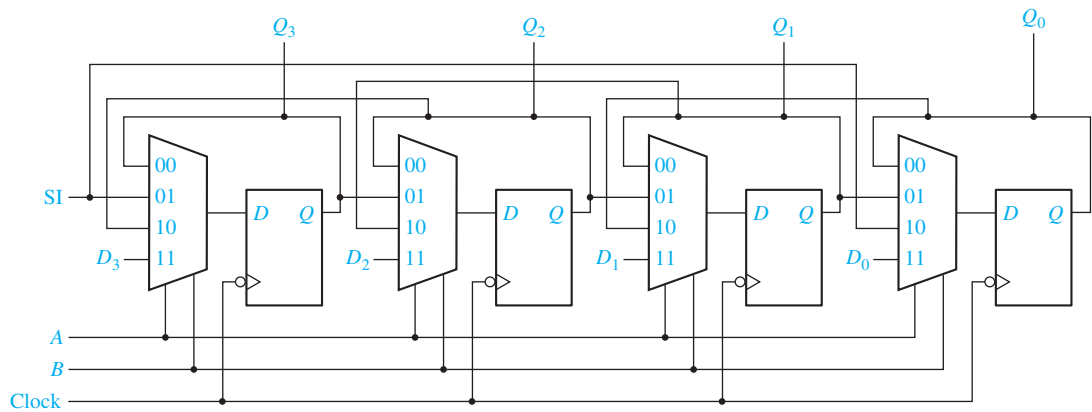 Q3 Q2 Q1 Q0
00 00 00 00
SI 01 D Q 01 D Q 01 D Q 01 D Q
10 10 10 10
D3 11 D2 11 D1 11 D0 11
A
B
Clock